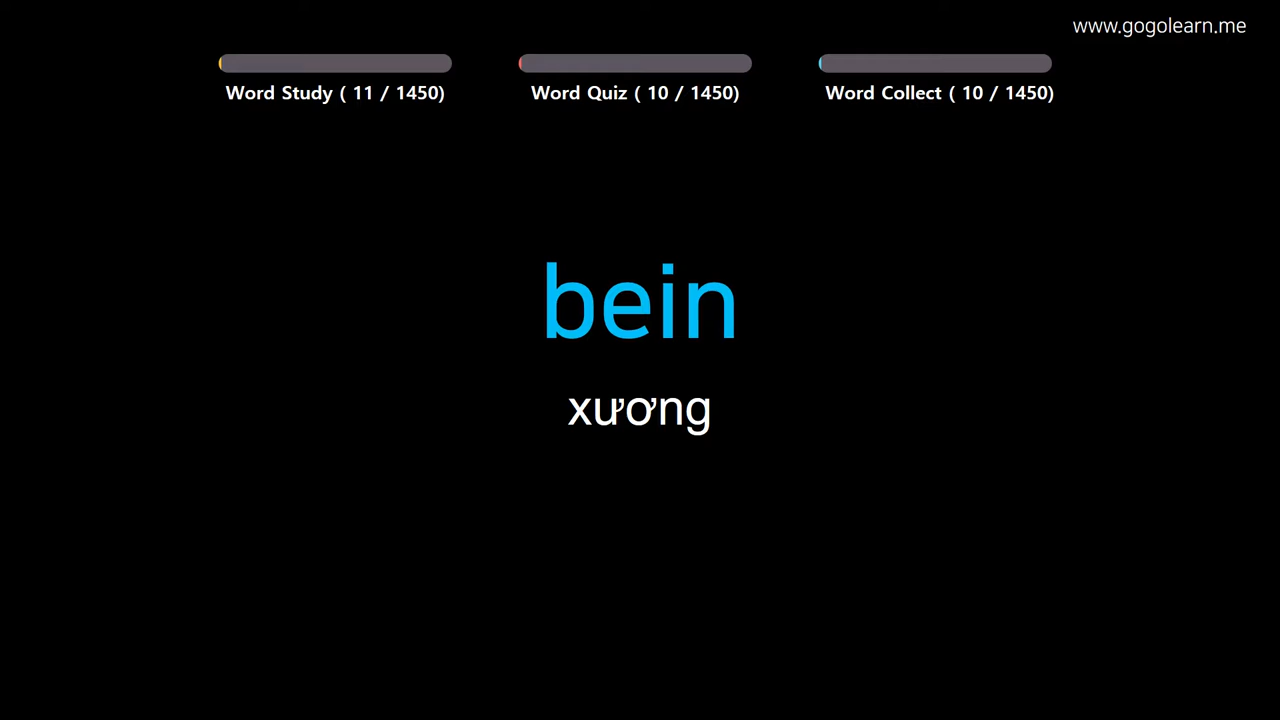 www.gogolearn.me
Word Study ( 11 / 1450)
Word Quiz ( 10 / 1450)
Word Collect ( 10 / 1450)
bein
xương